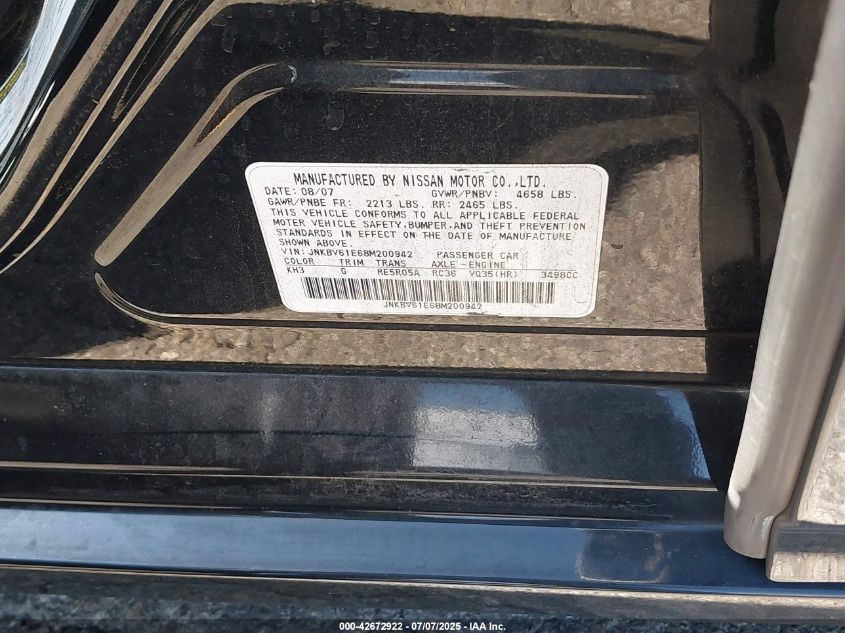 MANUFACTURED BY NISSAN MOTOR CO.,LTD.
DATE: 08/07 GVWR/PNBV: 4658 LBS.
GAWR/PNBE FR: 2213 LBS. RR: 2465 LBS.
THIS VEHICLE CONFORMS TO ALL APPLICABLE FEDERAL
MOTOR VEHICLE SAFETY, BUMPER, AND THEFT PREVENTION
STANDARDS IN EFFECT ON THE DATE OF MANUFACTURE
SHOWN ABOVE.
VIN: JNKBV61E68M200942 PASSENGER CAR
COLOR TRIM TRANS AXLE - ENGINE
KH3 G RE5R05A RC36 VQ35(HR) 3498CC
JNKBV61E68M200942
000-42672922 - 07/07/2025 - IAA Inc.